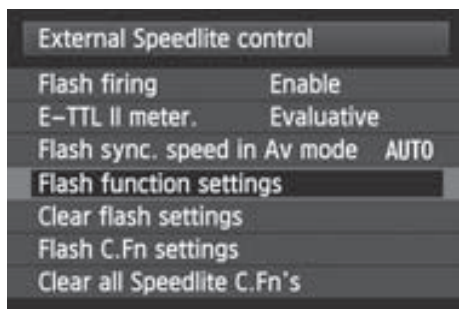 External Speedlite control
Flash firing Enable
E-TTL II meter. Evaluative
Flash sync. speed in Av mode AUTO
Flash function settings
Clear flash settings
Flash C.Fn settings
Clear all Speedlite C.Fn's